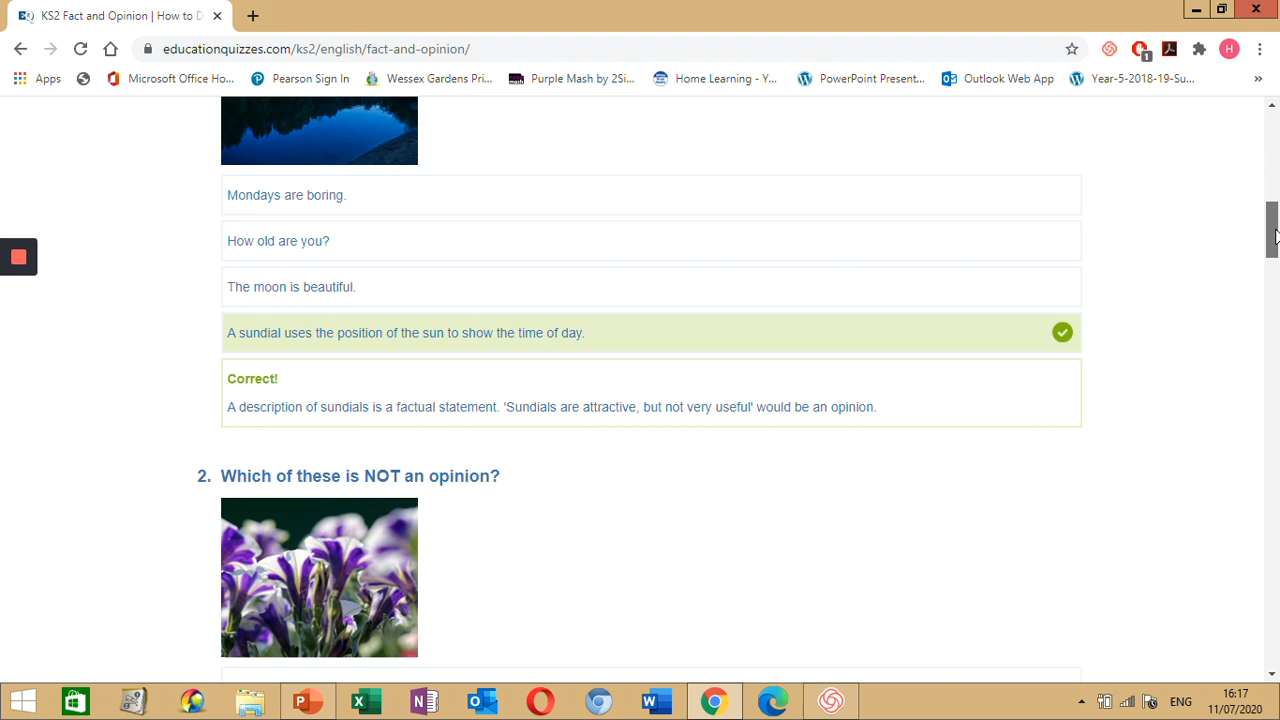 KS2 Fact and Opinion | How to D
educationquizzes.com/ks2/english/fact-and-opinion/
1
H
Apps
Microsoft Office Ho...
Pearson Sign In
Wessex Gardens Pri...
Purple Mash by 2Si...
Home Learning - Y...
PowerPoint Present...
Outlook Web App
Year-5-2018-19-Su...
»
Mondays are boring.
How old are you?
The moon is beautiful.
A sundial uses the position of the sun to show the time of day.
Correct!
A description of sundials is a factual statement. 'Sundials are attractive, but not very useful' would be an opinion.
2. Which of these is NOT an opinion?
ENG
16:17
11/07/2020